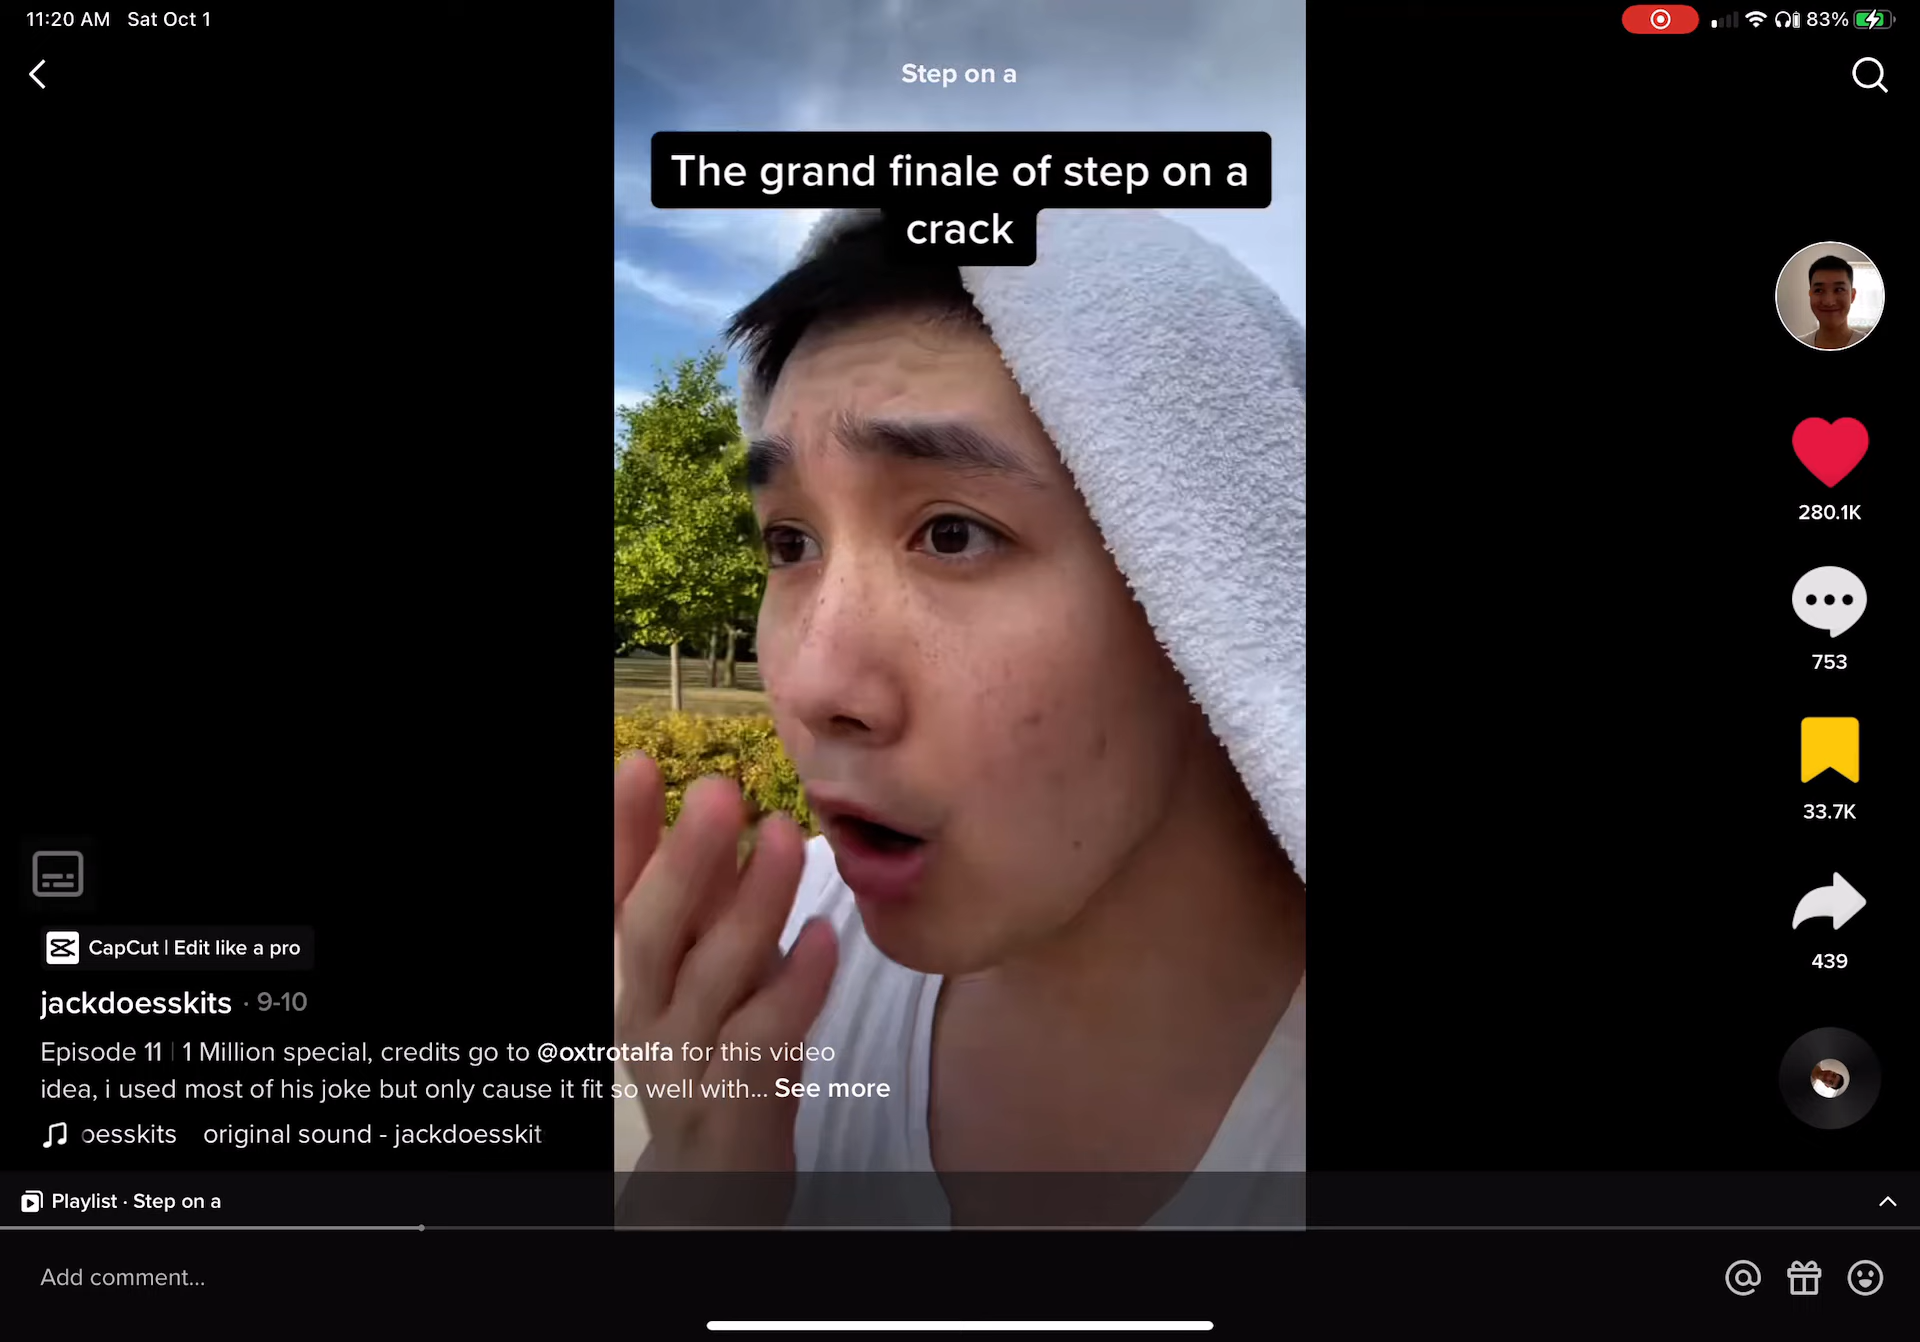 11:20 AM Sat Oct 1
83%
Step on a
The grand finale of step on a
crack
280.1K
753
33.7K
439
CapCut | Edit like a pro
jackdoesskits · 9-10
Episode 11 | 1 Million special, credits go to @oxtrotalfa for this video
idea, i used most of his joke but only cause it fit so well with... See more
oesskits original sound - jackdoesskit
Playlist · Step on a
Add comment...